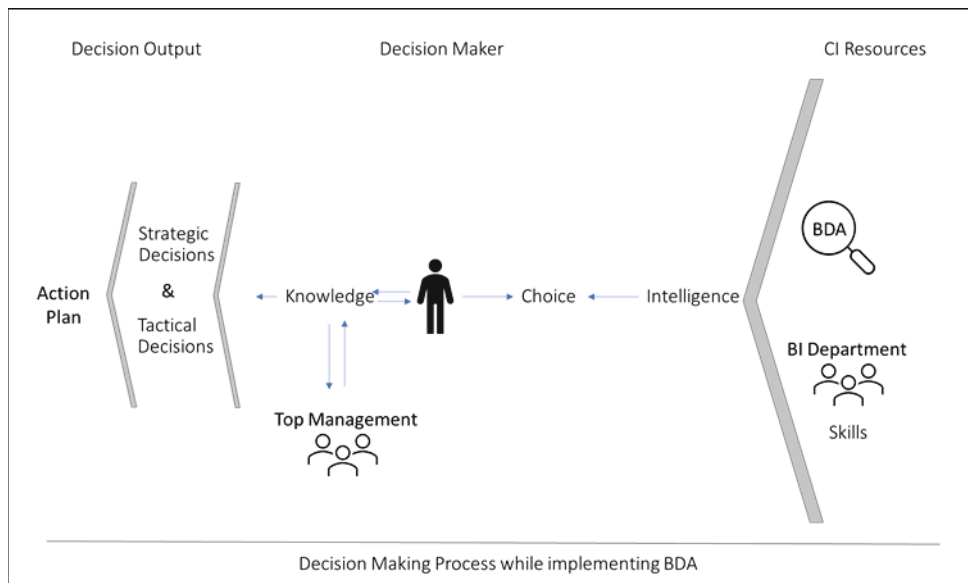 Decision Output
Decision Maker
CI Resources
BDA
Strategic
Decisions
&
Tactical
Decisions
Action
Plan
Knowledge
Choice
Intelligence
BI Department
Skills
Top Management
Decision Making Process while implementing BDA